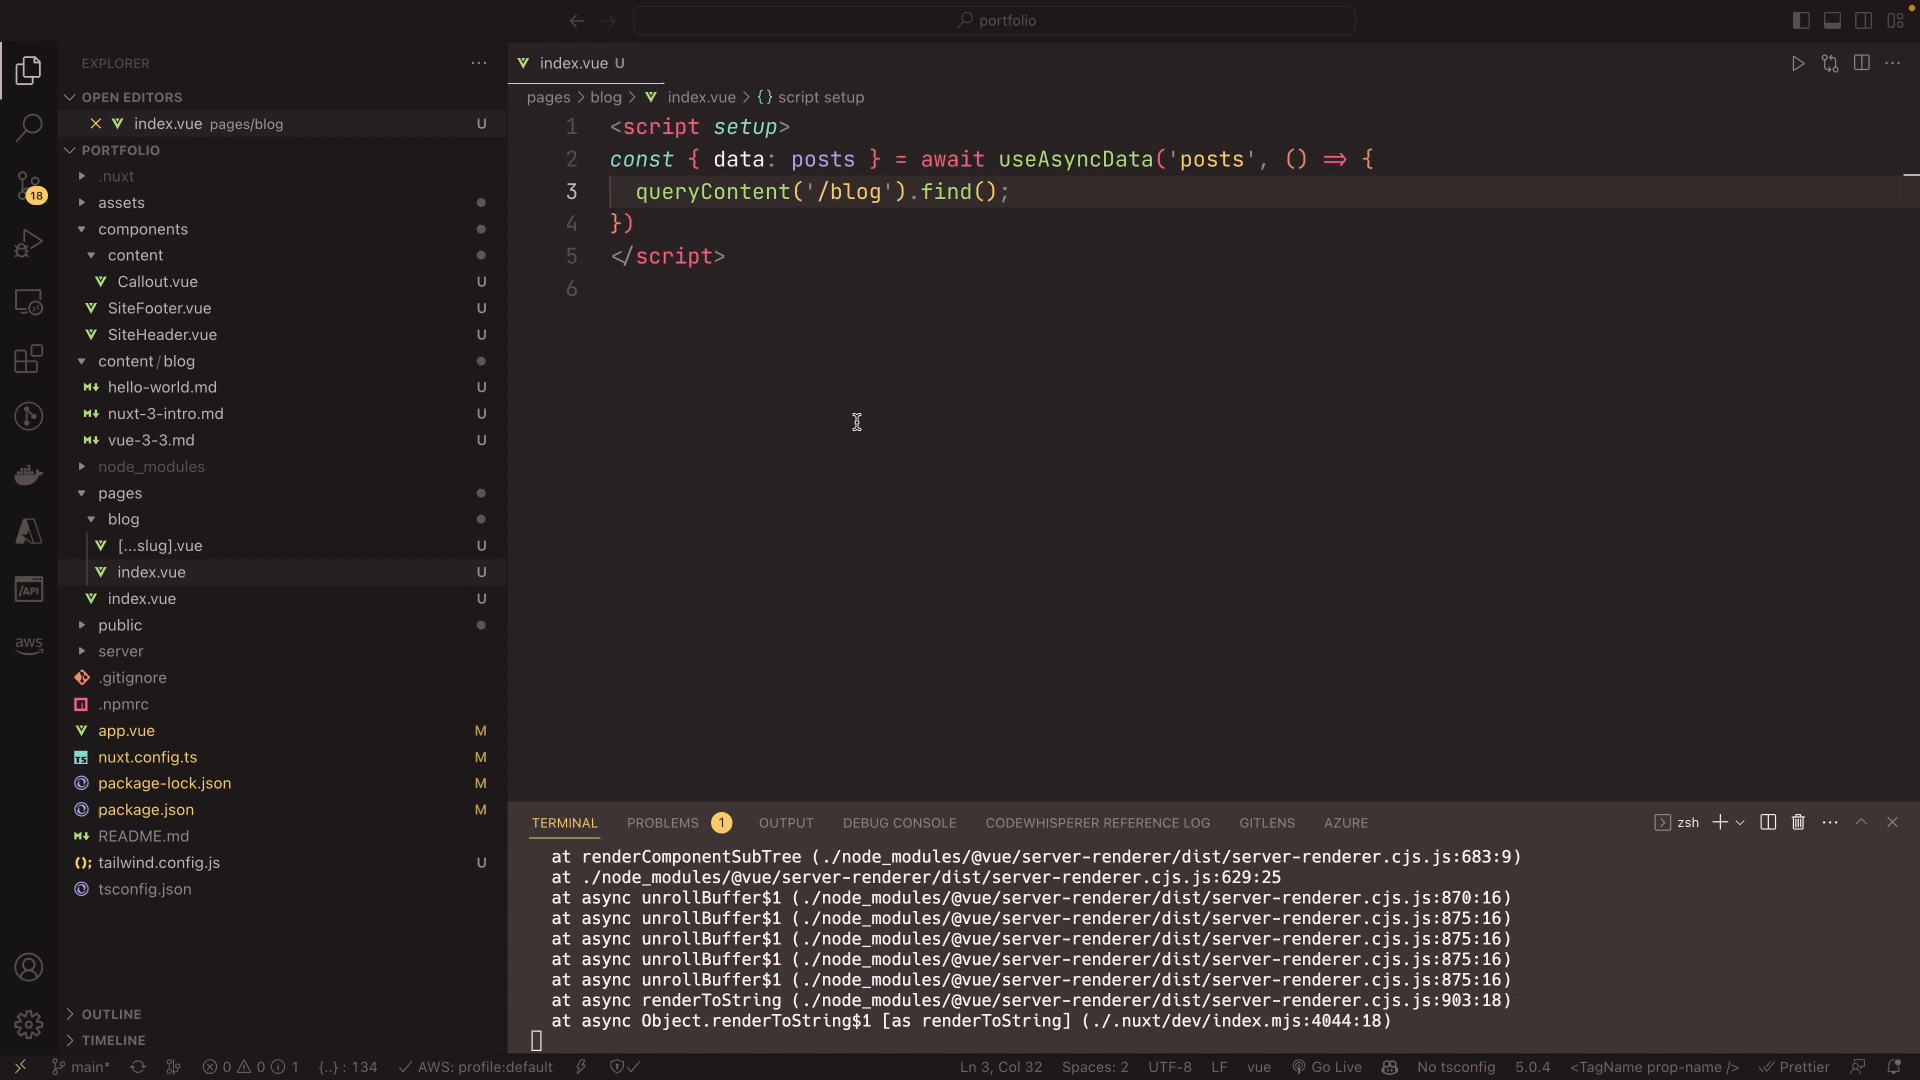 portfolio
EXPLORER
OPEN EDITORS
index.vue pages/blog U
PORTFOLIO
.nuxt
assets
components
content
Callout.vue U
SiteFooter.vue U
SiteHeader.vue U
content/blog
hello-world.md U
nuxt-3-intro.md U
vue-3-3.md U
node_modules
pages
blog
[...slug].vue U
index.vue U
index.vue U
public
server
.gitignore
.npmrc
app.vue M
nuxt.config.ts M
package-lock.json M
package.json M
README.md
tailwind.config.js U
tsconfig.json
OUTLINE
TIMELINE
18
/API
aws
index.vue U
pages > blog > index.vue > {} script setup
1 <script setup>
2 const { data: posts } = await useAsyncData('posts', () => {
3 queryContent('/blog').find();
4 })
5 </script>
6
TERMINAL PROBLEMS 1 OUTPUT DEBUG CONSOLE CODEWHISPERER REFERENCE LOG GITLENS AZURE zsh
at renderComponentSubTree (./node_modules/@vue/server-renderer/dist/server-renderer.cjs.js:683:9)
at ./node_modules/@vue/server-renderer/dist/server-renderer.cjs.js:629:25
at async unrollBuffer$1 (./node_modules/@vue/server-renderer/dist/server-renderer.cjs.js:870:16)
at async unrollBuffer$1 (./node_modules/@vue/server-renderer/dist/server-renderer.cjs.js:875:16)
at async unrollBuffer$1 (./node_modules/@vue/server-renderer/dist/server-renderer.cjs.js:875:16)
at async unrollBuffer$1 (./node_modules/@vue/server-renderer/dist/server-renderer.cjs.js:875:16)
at async unrollBuffer$1 (./node_modules/@vue/server-renderer/dist/server-renderer.cjs.js:875:16)
at async renderToString (./node_modules/@vue/server-renderer/dist/server-renderer.cjs.js:903:18)
at async Object.renderToString$1 [as renderToString] (./.nuxt/dev/index.mjs:4044:18)
main* 0 0 1 {..} : 134 AWS: profile:default Ln 3, Col 32 Spaces: 2 UTF-8 LF vue Go Live No tsconfig 5.0.4 <TagName prop-name /> Prettier